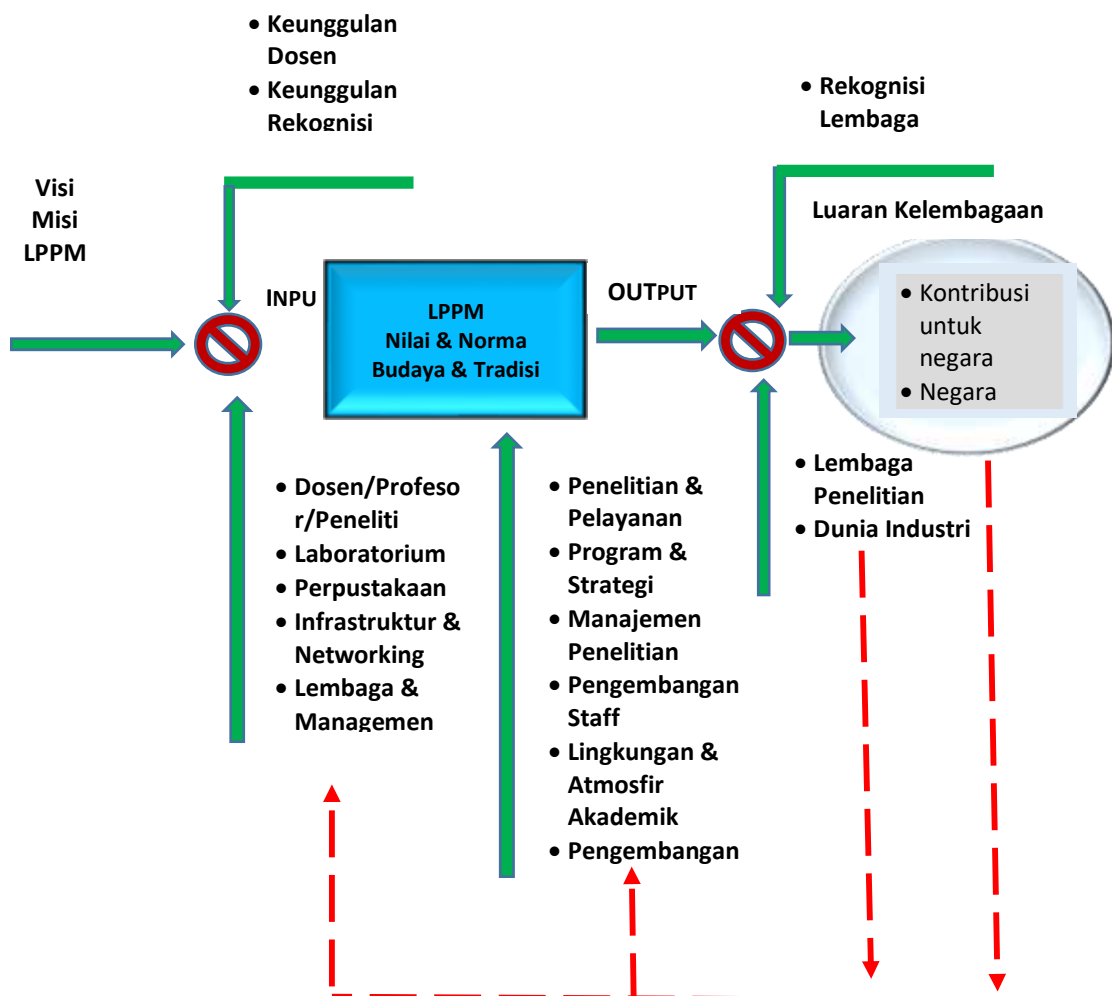 • Keunggulan
Dosen
• Keunggulan
Rekognisi
• Rekognisi
Lembaga
Visi
Misi
LPPM
Luaran Kelembagaan
INPU
LPPM
Nilai & Norma
Budaya & Tradisi
OUTPUT
• Kontribusi
untuk
negara
• Negara
• Dosen/Profeso
r/Peneliti
• Laboratorium
• Perpustakaan
• Infrastruktur &
Networking
• Lembaga &
Managemen
• Penelitian &
Pelayanan
• Program &
Strategi
• Manajemen
Penelitian
• Pengembangan
Staff
• Lingkungan &
Atmosfir
Akademik
• Pengembangan
• Lembaga
Penelitian
• Dunia Industri